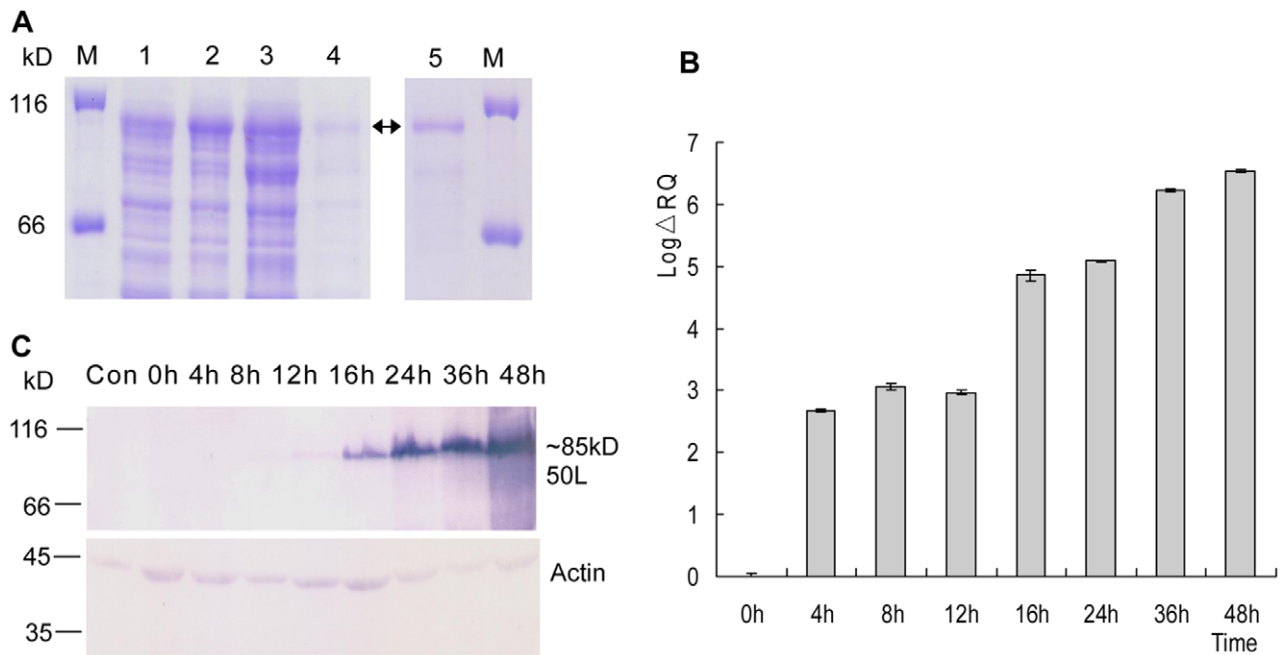 A
kD M 1 2 3 4 5 M
116
66
B
Log△RQ
7
6
5
4
3
2
1
0
0h 4h 8h 12h 16h 24h 36h 48h
Time
C
kD Con 0h 4h 8h 12h 16h 24h 36h 48h
116
~85kD
50L
66
45
Actin
35